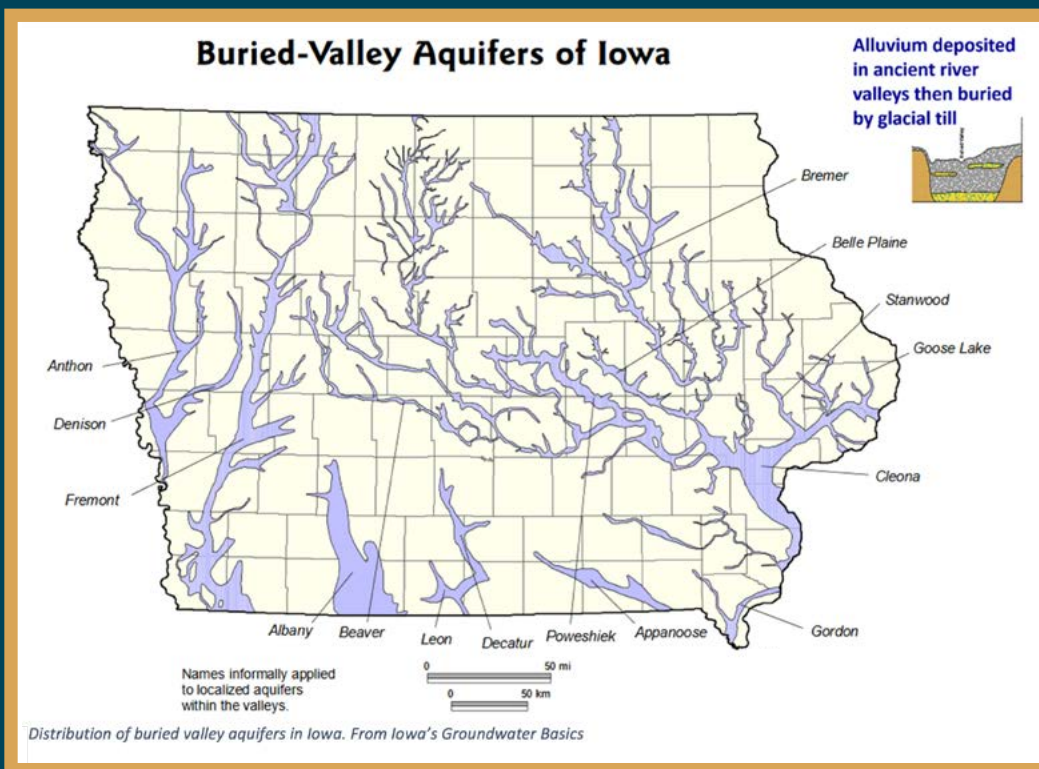 Buried-Valley Aquifers of Iowa
Alluvium deposited
in ancient river
valleys then buried
by glacial till
Bremer
Belle Plaine
Stanwood
Goose Lake
Anthon
Denison
Fremont
Cleona
Albany
Beaver
Leon
Decatur
Poweshiek
Appanoose
Gordon
Names informally applied
to localized aquifers
within the valleys.
0 50 mi
0 50 km
Distribution of buried valley aquifers in Iowa. From Iowa's Groundwater Basics